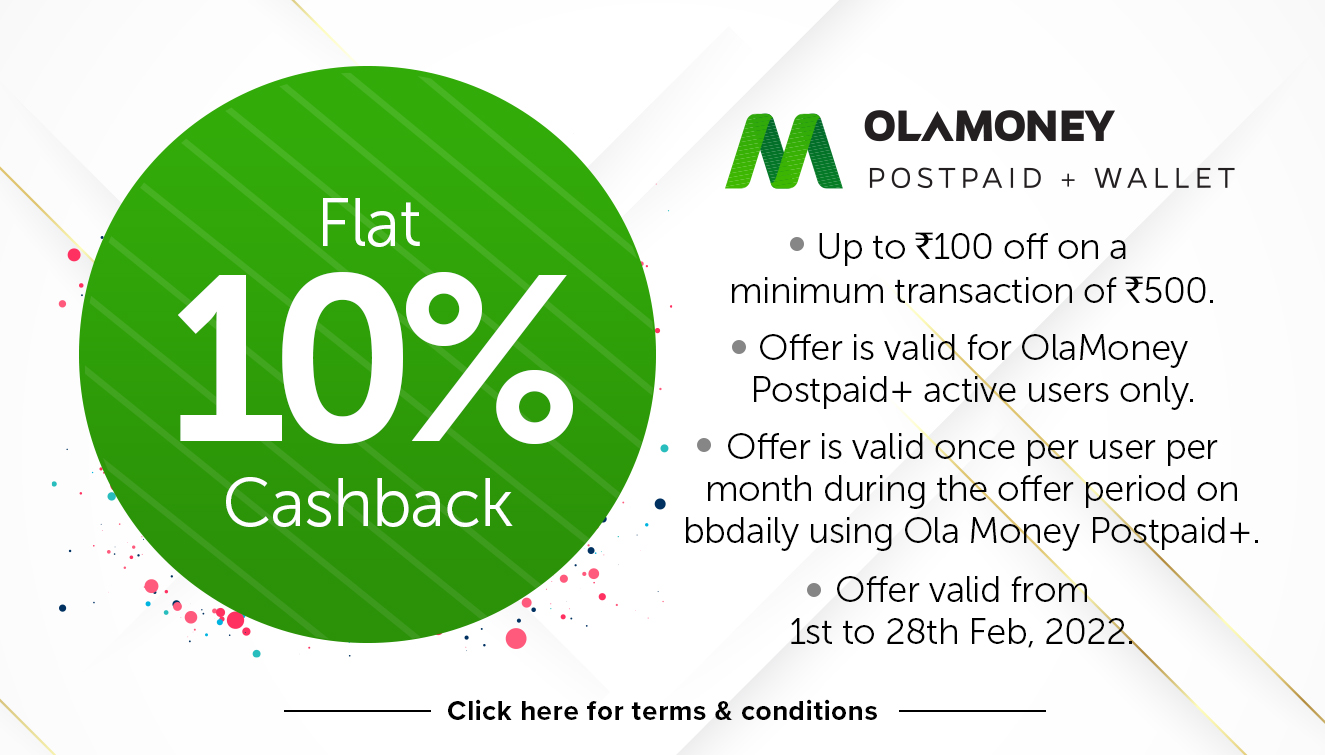 Flat
10%
Cashback
OLAMONEY
POSTPAID + WALLET
• Up to ₹100 off on a
minimum transaction of ₹500.
• Offer is valid for OlaMoney
Postpaid+ active users only.
• Offer is valid once per user per
month during the offer period on
bbdaily using Ola Money Postpaid+.
• Offer valid from
1st to 28th Feb, 2022.
Click here for terms & conditions